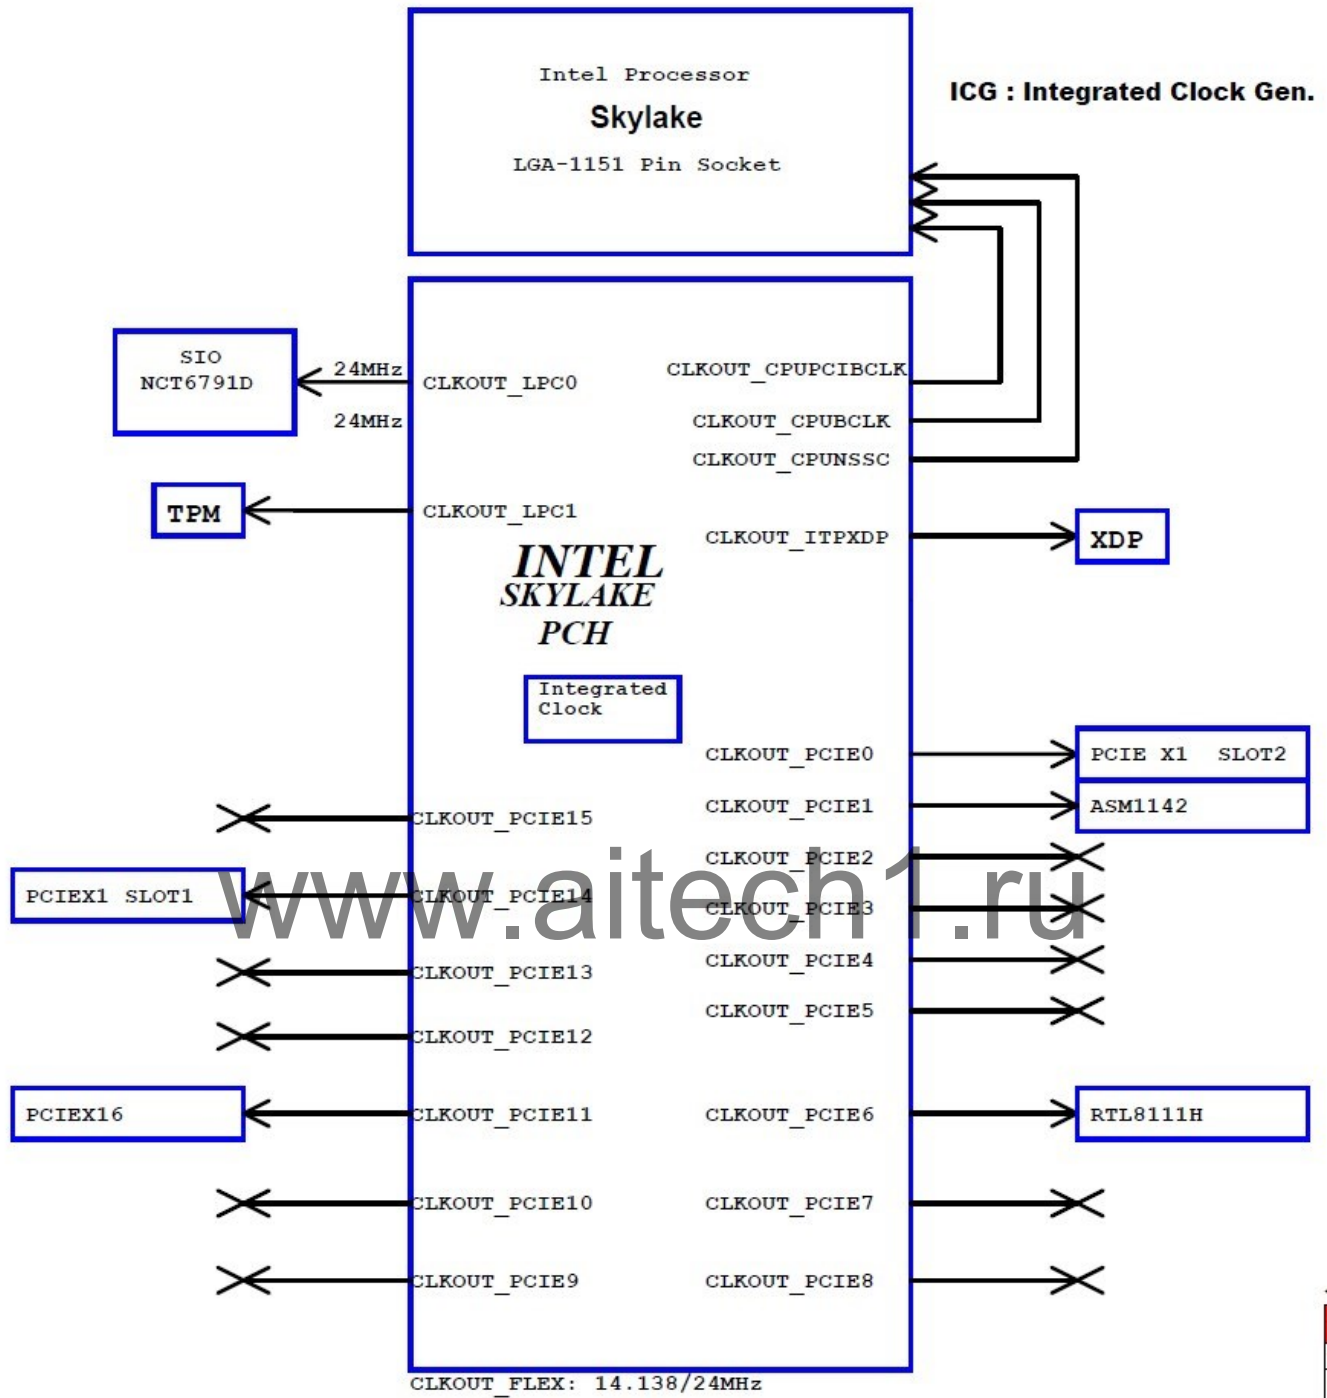 Intel Processor
Skylake
LGA-1151 Pin Socket
ICG : Integrated Clock Gen.
SIO
NCT6791D
24MHz
CLKOUT_LPC0
24MHz
CLKOUT_CPUPCIBCLK
CLKOUT_CPUBCLK
CLKOUT_CPUNSSC
TPM
CLKOUT_LPC1
CLKOUT_ITPXDP
XDP
INTEL
SKYLAKE
PCH
Integrated
Clock
CLKOUT_PCIE0
PCIE X1 SLOT2
CLKOUT_PCIE1
ASM1142
CLKOUT_PCIE15
CLKOUT_PCIE2
PCIEX1 SLOT1
CLKOUT_PCIE14
CLKOUT_PCIE3
www.aitech1.ru
CLKOUT_PCIE13
CLKOUT_PCIE4
CLKOUT_PCIE12
CLKOUT_PCIE5
PCIEX16
CLKOUT_PCIE11
CLKOUT_PCIE6
RTL8111H
CLKOUT_PCIE10
CLKOUT_PCIE7
CLKOUT_PCIE9
CLKOUT_PCIE8
CLKOUT_FLEX: 14.138/24MHz